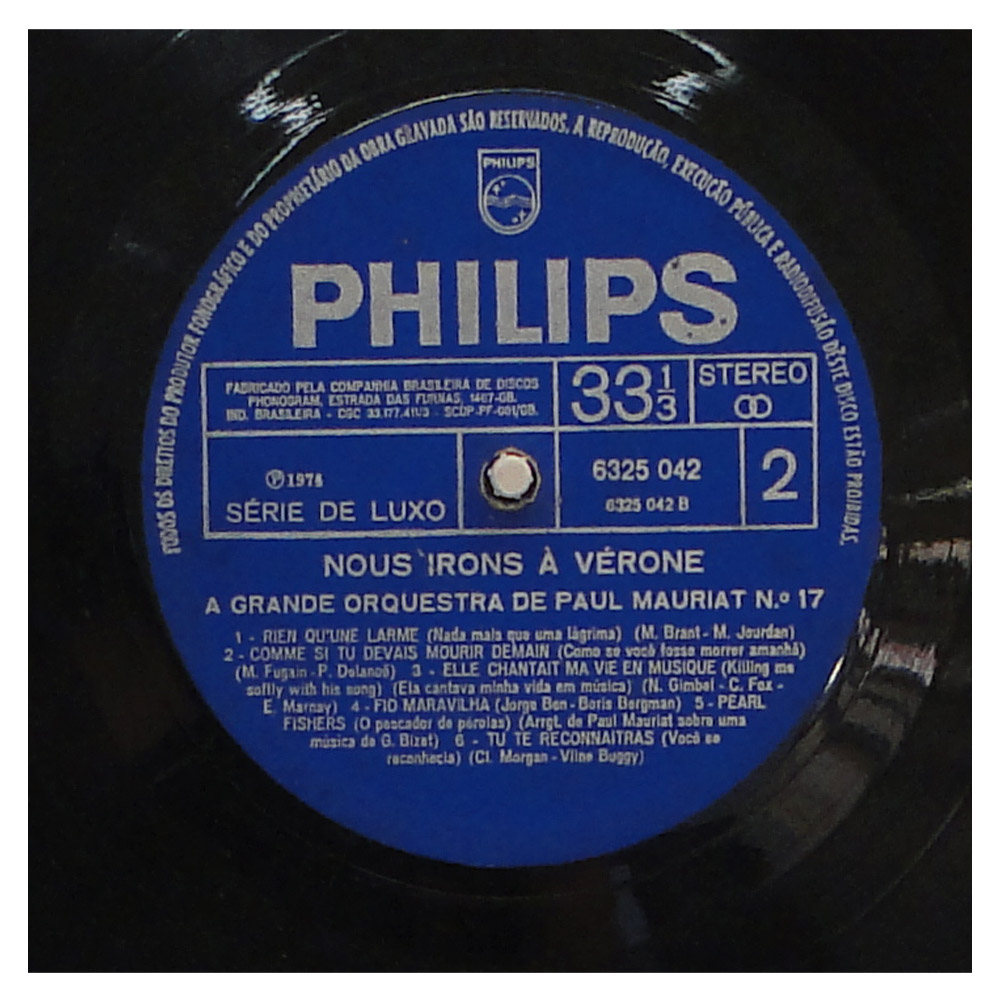 TODOS OS DIREITOS DO PRODUTOR FONOGRÁFICO E DO PROPRIETÁRIO DA OBRA GRAVADA SÃO RESERVADOS. A REPRODUÇÃO, EXECUÇÃO PÚBLICA E RADIODIFUSÃO DÊSTE DISCO ESTÃO PROIBIDAS.
PHILIPS
PHILIPS
FABRICADO PELA COMPANHIA BRASILEIRA DE DISCOS
PHONOGRAM, ESTRADA DAS FURNAS, 1467-GB.
IND. BRASILEIRA - CGC 33.177.411/3 - SCDP-PF-001/GB.
33 1/3
STEREO
Ⓟ 1974
SÉRIE DE LUXO
6325 042
6325 042 B
2
NOUS IRONS À VÉRONE
A GRANDE ORQUESTRA DE PAUL MAURIAT N.º 17
1 - RIEN QU'UNE LARME (Nada mais que uma lágrima) (M. Brant - M. Jourdan)
2 - COMME SI TU DEVAIS MOURIR DEMAIN (Como se você fosse morrer amanhã)
(M. Fugain - P. Delanoë) 3 - ELLE CHANTAIT MA VIE EN MUSIQUE (Killing me
softly with his song) (Ela cantava minha vida em música) (N. Gimbel - C. Fox -
E. Marnay) 4 - FIO MARAVILHA (Jorge Ben - Boris Bergman) 5 - PEARL
FISHERS (O pescador de pérolas) (Arrgt. de Paul Mauriat sobre uma
música de G. Bizet) 6 - TU TE RECONNAITRAS (Você se
reconhecia) (Cl. Morgan - Vline Buggy)